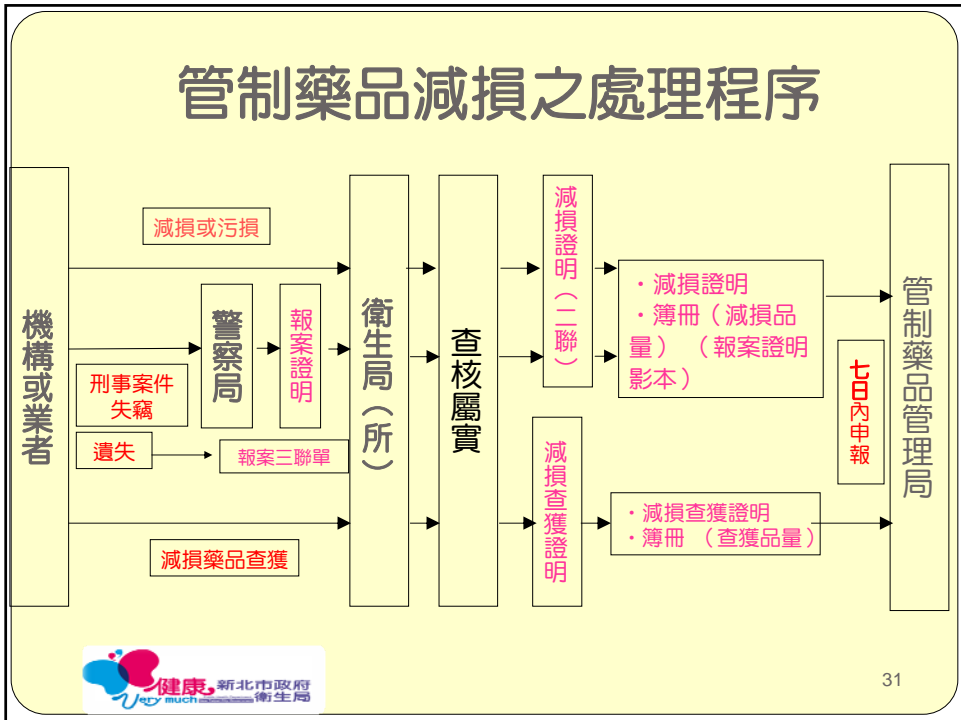 管制藥品減損之處理程序
機構或業者
減損或污損
刑事案件
失竊
遺失
警察局
報案證明
報案三聯單
減損藥品查獲
衛生局（所）
查核屬實
減損證明（二聯）
・減損證明
・簿冊（減損品
量）（報案證明
影本）
減損查獲證明
・減損查獲證明
・簿冊 （查獲品量）
七日內申報
管制藥品管理局
健康
Very much
新北市政府
衛生局
31